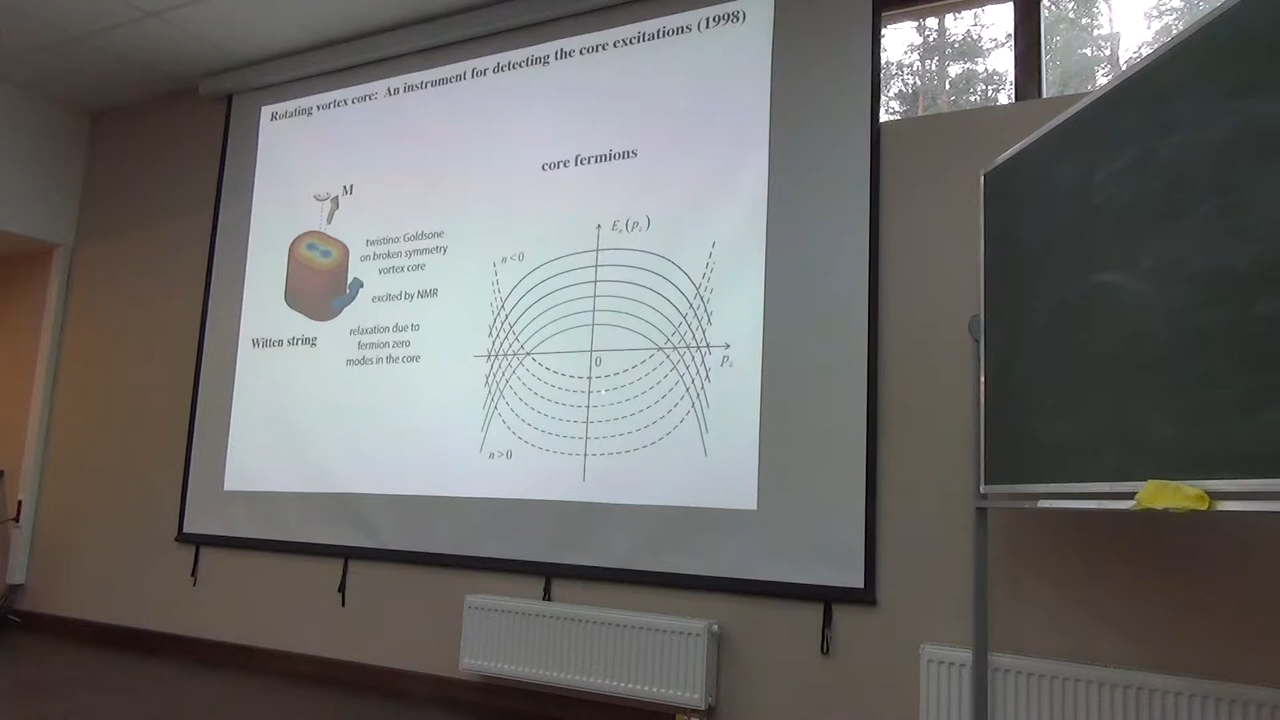 Rotating vortex core: An instrument for detecting the core excitations (1998)
core fermions
M
twistino: Goldsone
on broken symmetry
vortex core
excited by NMR
Witten string
relaxation due to
fermion zero
modes in the core
Eₙ(p_z)
n<0
0
p_z
n>0